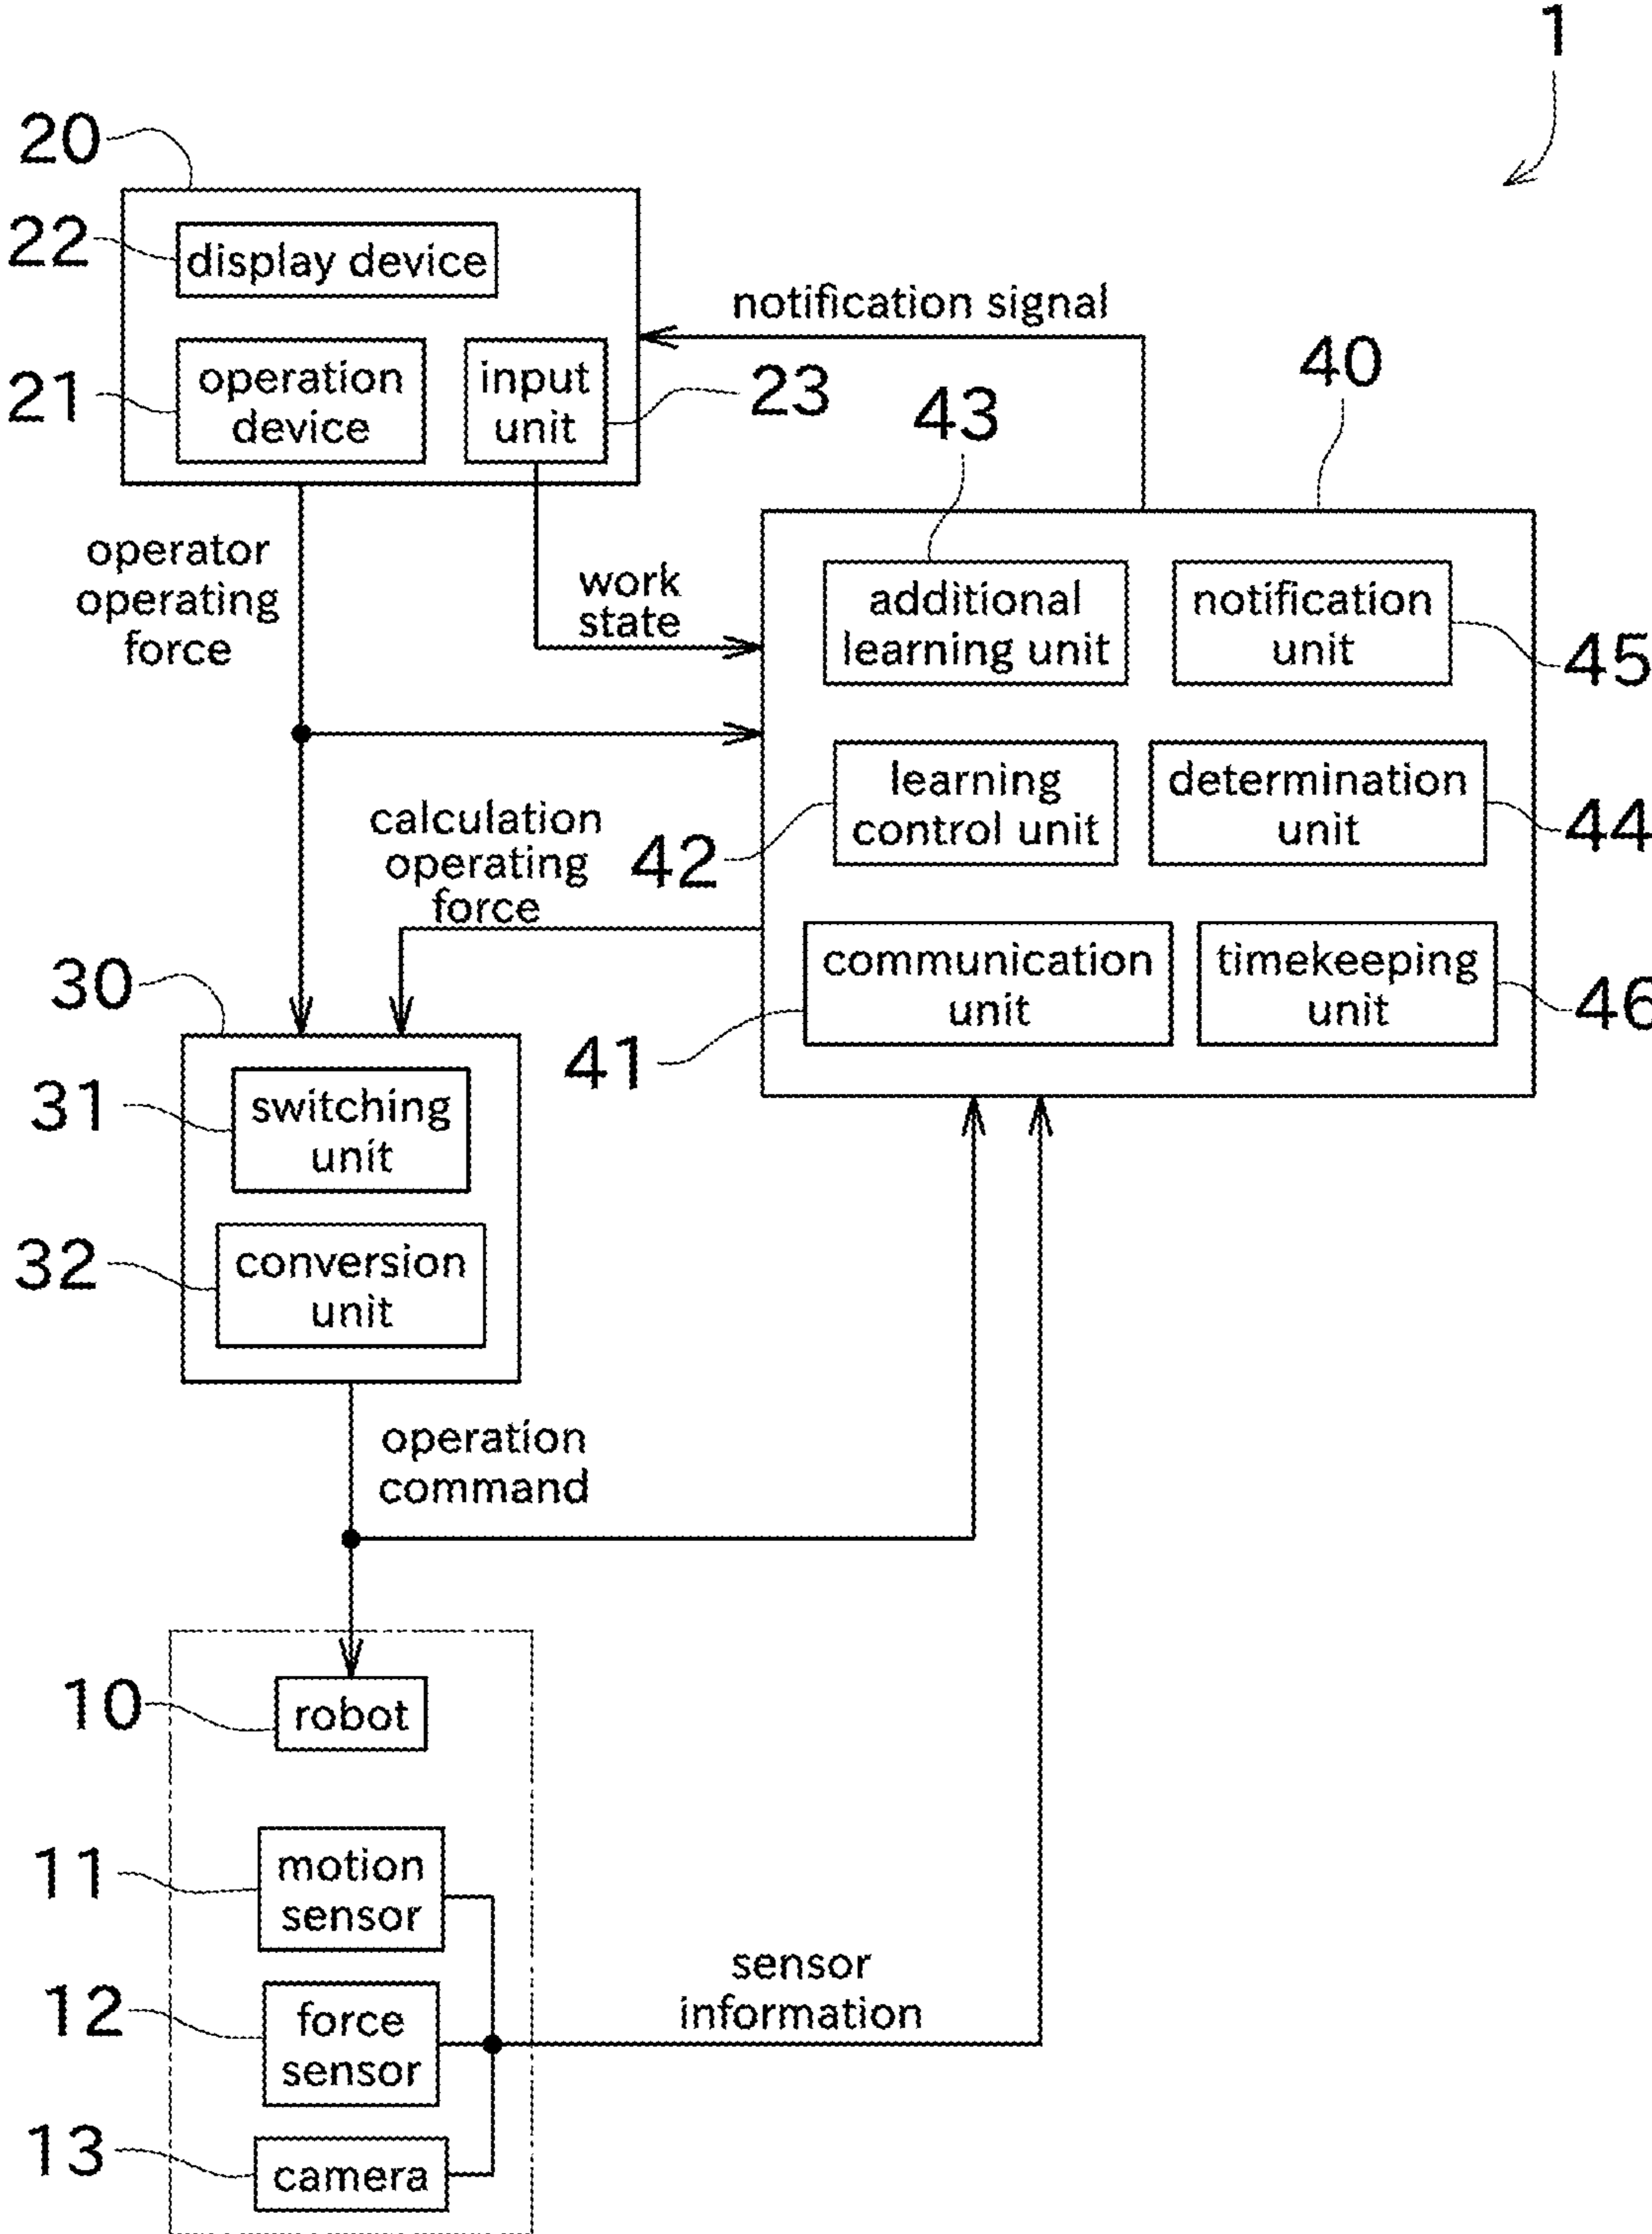 1
20
22
display device
notification signal
40
21
operation
device
input
unit
23
43
operator
operating
force
work
state
additional
learning unit
notification
unit
45
learning
control unit
42
determination
unit
44
calculation
operating
force
communication
unit
41
timekeeping
unit
46
30
31
switching
unit
32
conversion
unit
operation
command
10
robot
11
motion
sensor
12
force
sensor
sensor
information
13
camera